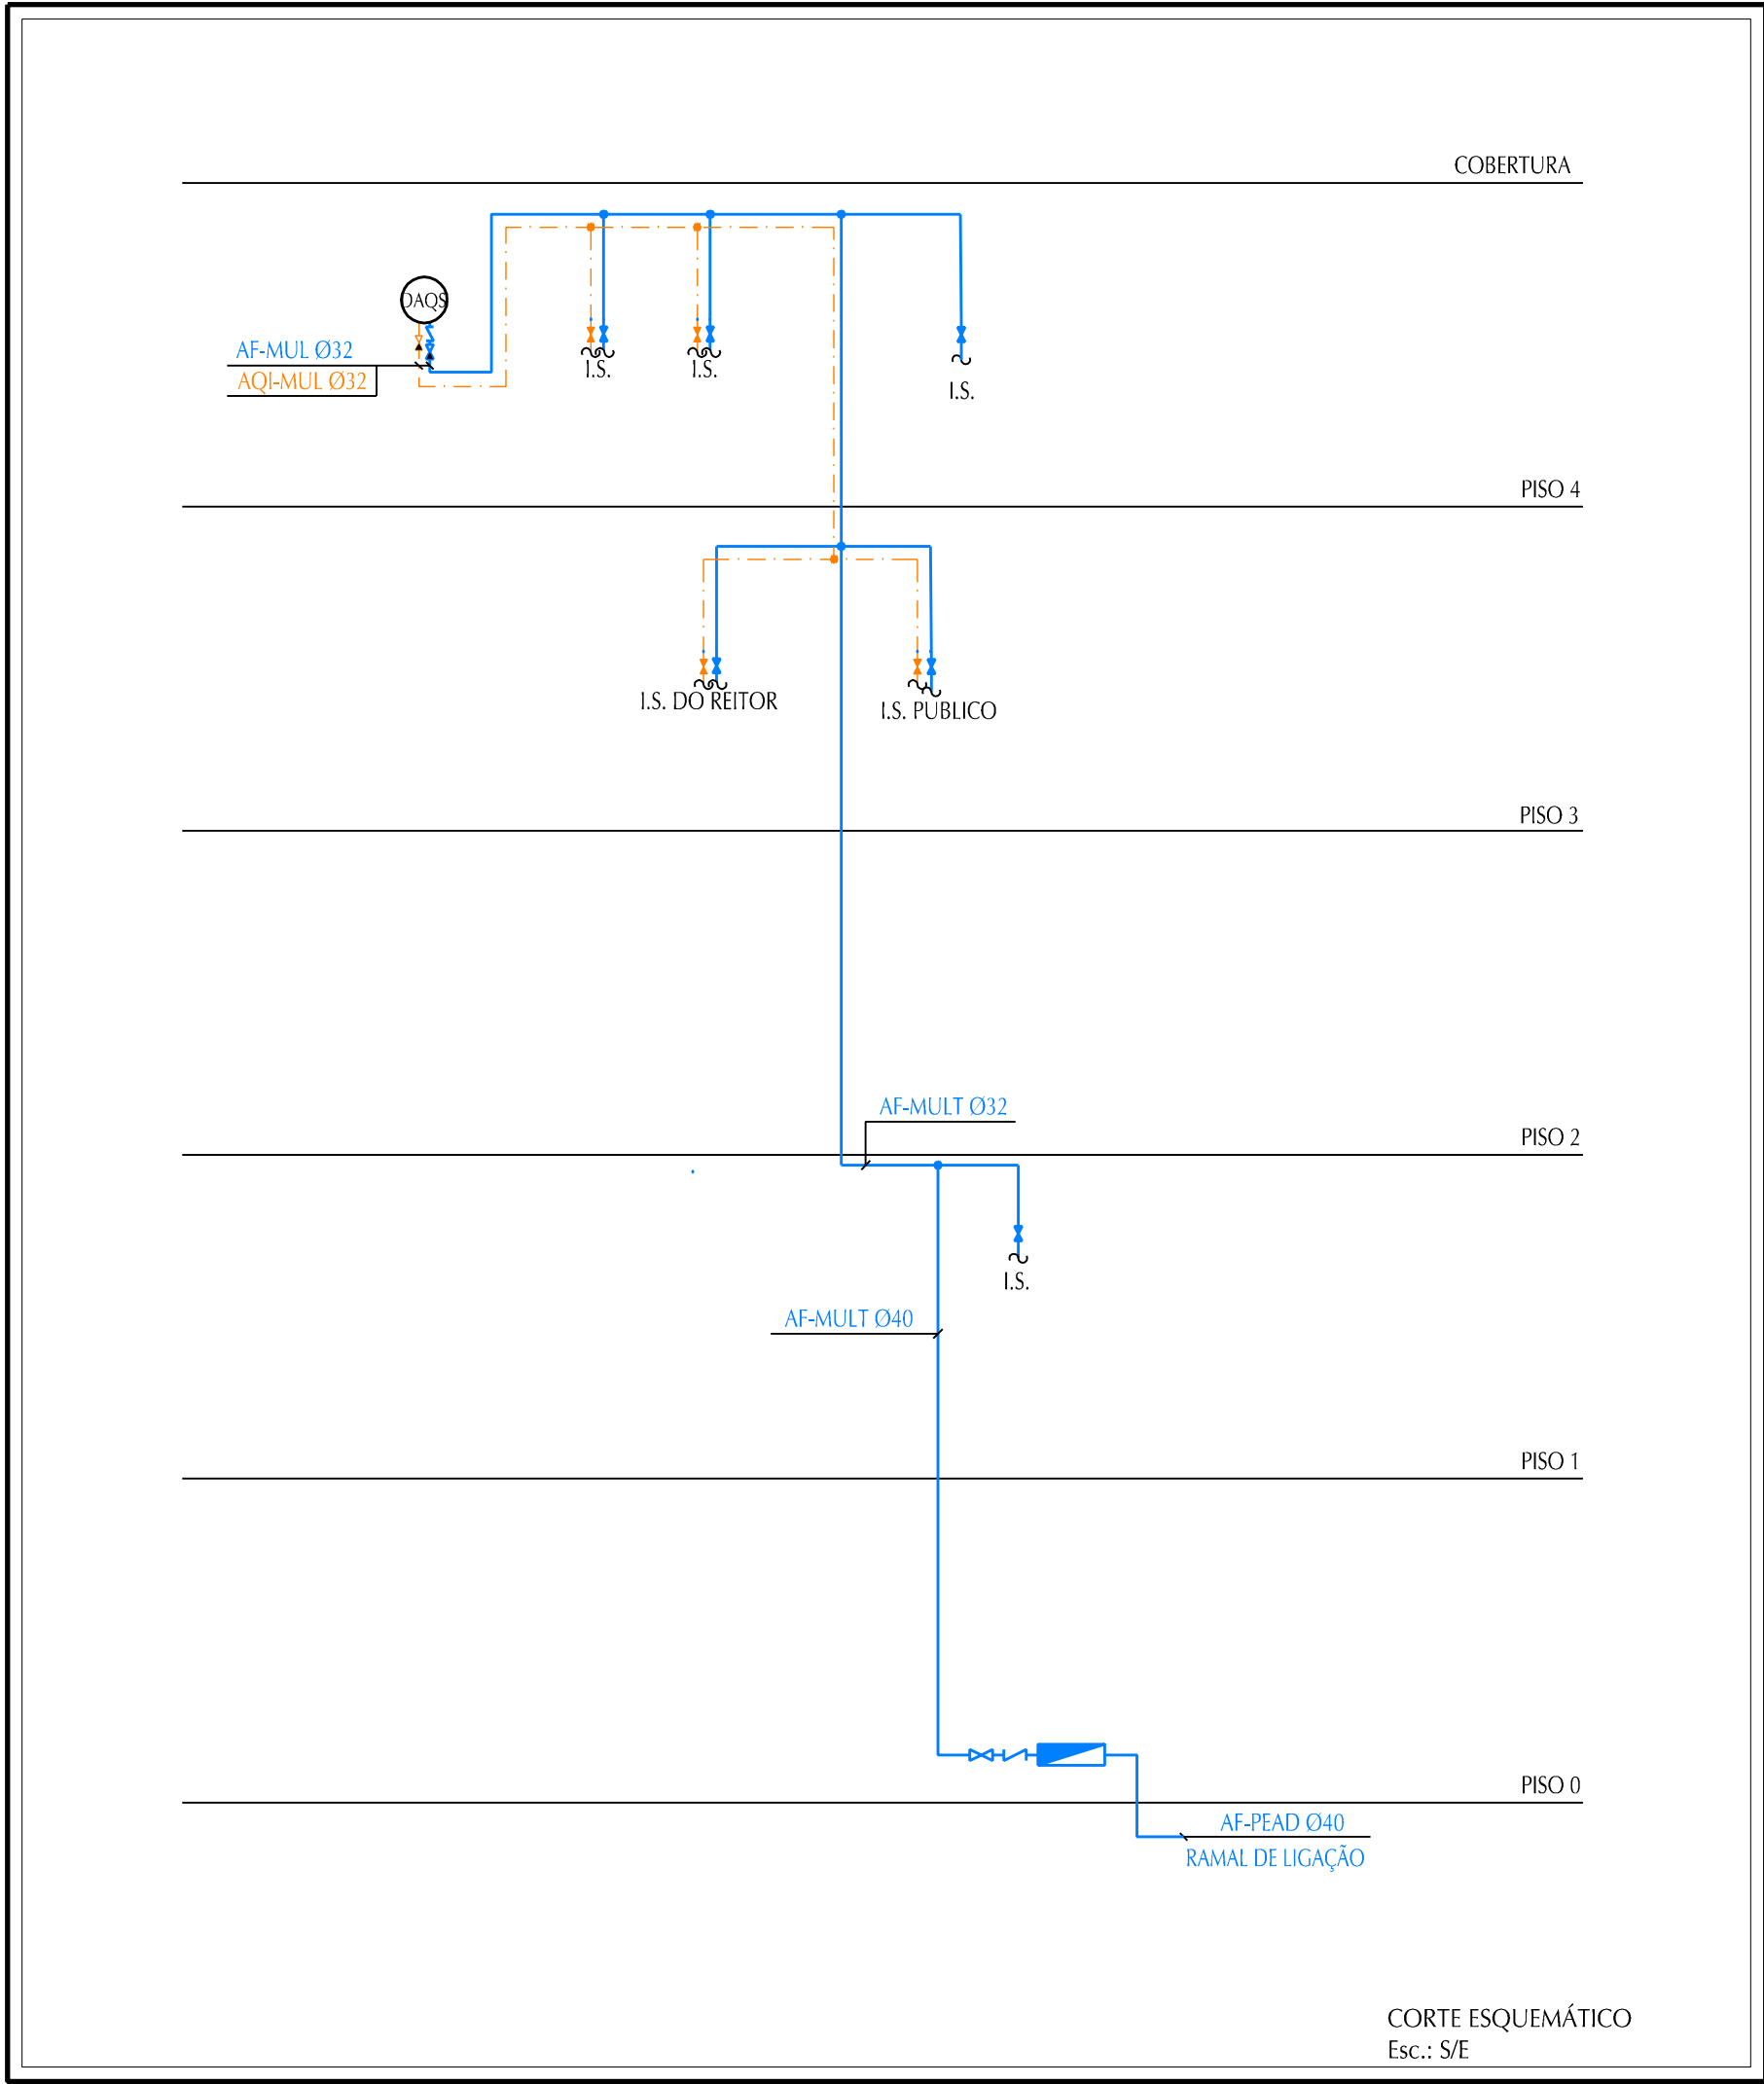 COBERTURA
DAQS
AF-MUL Ø32
AQI-MUL Ø32
I.S.
I.S.
I.S.
PISO 4
I.S. DO REITOR
I.S. PUBLICO
PISO 3
AF-MULT Ø32
PISO 2
I.S.
AF-MULT Ø40
PISO 1
PISO 0
AF-PEAD Ø40
RAMAL DE LIGAÇÃO
CORTE ESQUEMÁTICO
Esc.: S/E